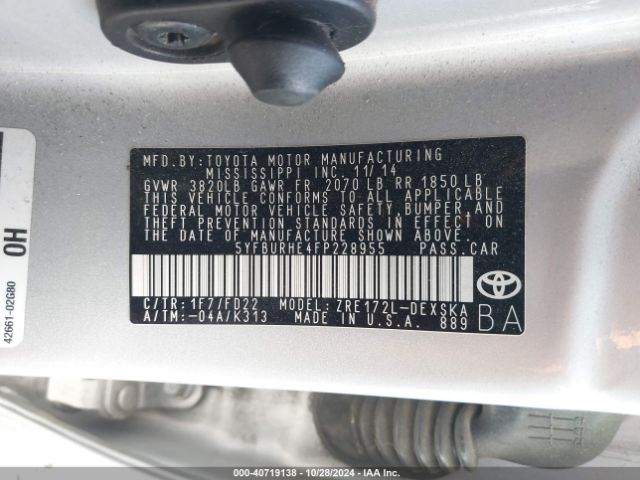 MFD. BY: TOYOTA MOTOR MANUFACTURING
MISSISSIPPI INC. 11/14
GVWR 3820LB GAWR FR 2070 LB RR 1850 LB
THIS VEHICLE CONFORMS TO ALL APPLICABLE
FEDERAL MOTOR VEHICLE SAFETY, BUMPER, AND
THEFT PREVENTION STANDARDS IN EFFECT ON
THE DATE OF MANUFACTURE SHOWN ABOVE.
5YFBURHE4FP228955 PASS.CAR
C/TR: 1F7/FD22 MODEL: ZRE172L-DEXSKA
A/TM: -04A/K313 MADE IN U.S.A. 889
BA
OH
42661-02G80
000-40719138 - 10/28/2024 - IAA Inc.